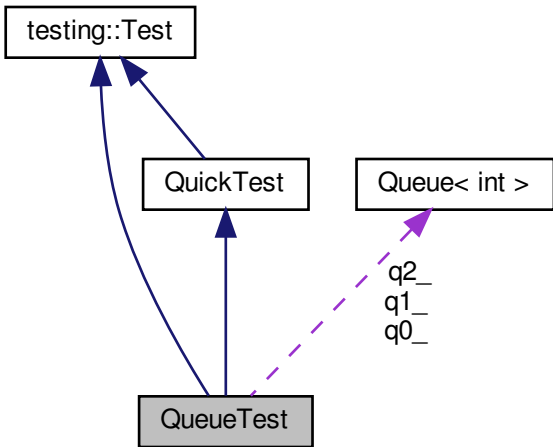 testing::Test
QuickTest
Queue< int >
q2_
q1_
q0_
QueueTest